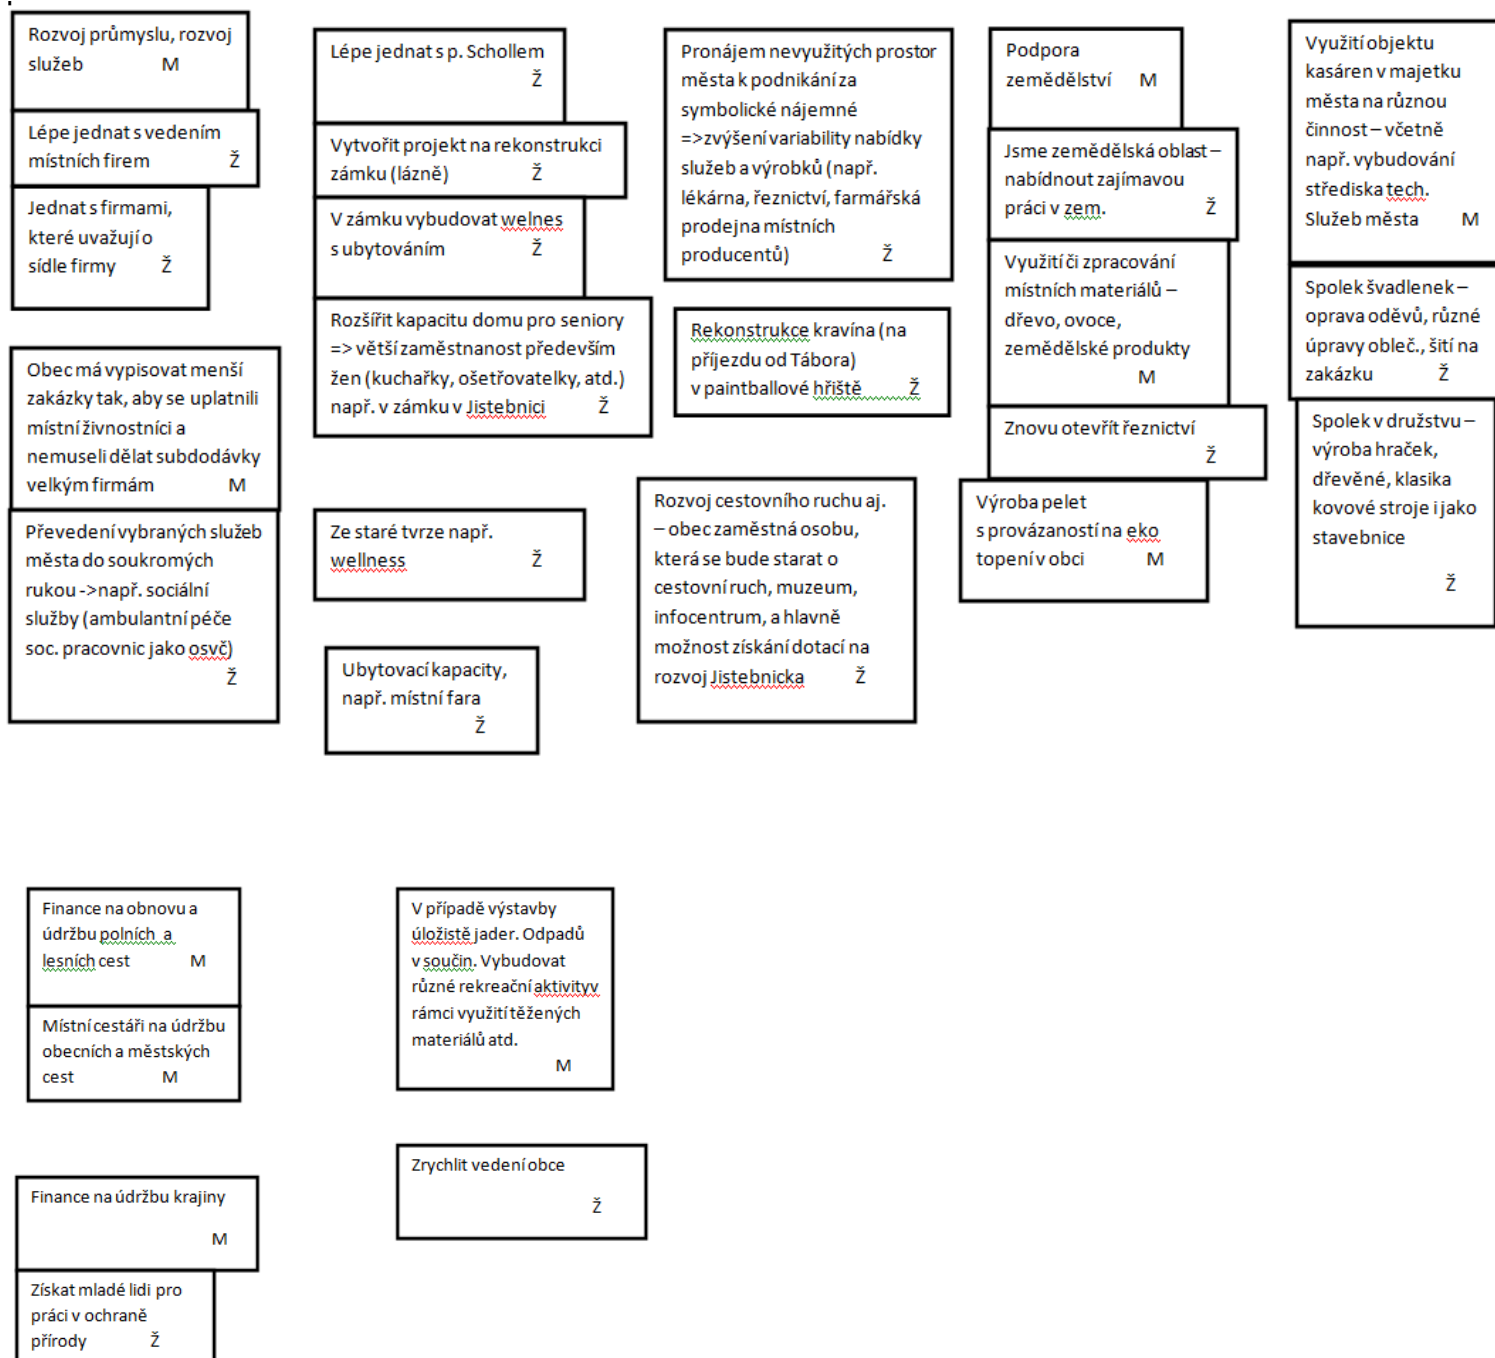 Rozvoj průmyslu, rozvoj
služeb M
Lépe jednat s vedením
místních firem Ž
Jednat s firmami,
které uvažují o
sídle firmy Ž
Obec má vypisovat menší
zakázky tak, aby se uplatnili
místní živnostníci a
nemuseli dělat subdodávky
velkým firmám M
Převedení vybraných služeb
města do soukromých
rukou ->např. sociální
služby (ambulantní péče
soc. pracovnic jako osvč)
Ž
Lépe jednat s p. Schollem
Ž
Vytvořit projekt na rekonstrukci
zámku (lázně) Ž
V zámku vybudovat welnes
s ubytováním Ž
Rozšířit kapacitu domu pro seniory
=> větší zaměstnanost především
žen (kuchařky, ošetřovatelky, atd.)
např. v zámku v Jistebnici Ž
Ze staré tvrze např.
wellness Ž
Ubytovací kapacity,
např. místní fara
Ž
Pronájem nevyužitých prostor
města k podnikání za
symbolické nájemné
=>zvýšení variability nabídky
služeb a výrobků (např.
lékárna, řeznictví, farmářská
prodejna místních
producentů) Ž
Rekonstrukce kravína (na
příjezdu od Tábora)
v paintballové hřiště Ž
Rozvoj cestovního ruchu aj.
– obec zaměstná osobu,
která se bude starat o
cestovní ruch, muzeum,
infocentrum, a hlavně
možnost získání dotací na
rozvoj Jistebnicka Ž
Podpora
zemědělství M
Jsme zemědělská oblast –
nabídnout zajímavou
práci v zem. Ž
Využití či zpracování
místních materiálů –
dřevo, ovoce,
zemědělské produkty
M
Znovu otevřít řeznictví
Ž
Výroba pelet
s provázaností na eko
topení v obci M
Využití objektu
kasáren v majetku
města na různou
činnost – včetně
např. vybudování
střediska tech.
Služeb města M
Spolek švadlenek –
oprava oděvů, různé
úpravy obleč., šití na
zakázku Ž
Spolek v družstvu –
výroba hraček,
dřevěné, klasika
kovové stroje i jako
stavebnice
Ž
Finance na obnovu a
údržbu polních a
lesních cest M
Místní cestáři na údržbu
obecních a městských
cest M
V případě výstavby
úložistě jader. Odpadů
v součin. Vybudovat
různé rekreační aktivityv
rámci využití těžených
materiálů atd.
M
Zrychlit vedení obce
Ž
Finance na údržbu krajiny
M
Získat mladé lidi pro
práci v ochraně
přírody Ž